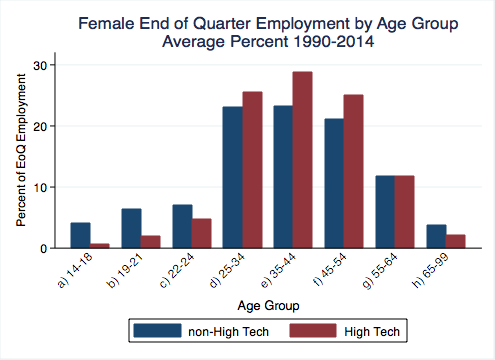 Female End of Quarter Employment by Age Group
Average Percent 1990-2014
Percent of EoQ Employment
30
20
10
0
a) 14-18
b) 19-21
c) 22-24
d) 25-34
e) 35-44
f) 45-54
g) 55-64
h) 65-99
Age Group
non-High Tech
High Tech